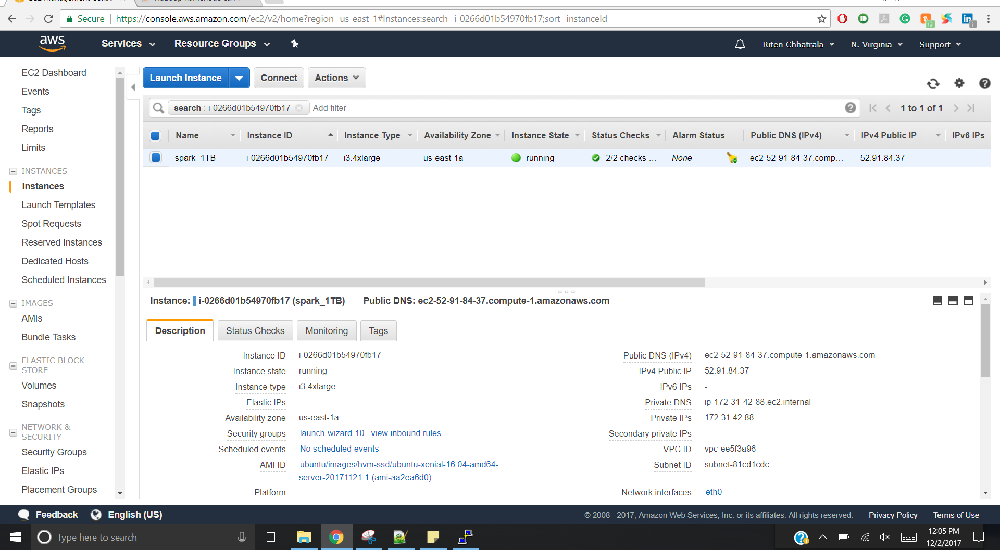 Secure
https://console.aws.amazon.com/ec2/v2/home?region=us-east-1#Instances:search=i-0266d01b54970fb17;sort=instanceId
13
?
aws
Services
Resource Groups
Riten Chhatrala
N. Virginia
Support
EC2 Dashboard
Events
Tags
Reports
Limits
INSTANCES
Instances
Launch Templates
Spot Requests
Reserved Instances
Dedicated Hosts
Scheduled Instances
IMAGES
AMIs
Bundle Tasks
ELASTIC BLOCK
STORE
Volumes
Snapshots
NETWORK &
SECURITY
Security Groups
Elastic IPs
Placement Groups
Launch Instance
Connect
Actions
search : i-0266d01b54970fb17
Add filter
1 to 1 of 1
Name Instance ID Instance Type Availability Zone Instance State Status Checks Alarm Status Public DNS (IPv4) IPv4 Public IP IPv6 IPs
spark_1TB i-0266d01b54970fb17 i3.4xlarge us-east-1a running 2/2 checks ... None ec2-52-91-84-37.comp... 52.91.84.37 -
Instance: i-0266d01b54970fb17 (spark_1TB) Public DNS: ec2-52-91-84-37.compute-1.amazonaws.com
Description Status Checks Monitoring Tags
Instance ID i-0266d01b54970fb17
Instance state running
Instance type i3.4xlarge
Elastic IPs
Availability zone us-east-1a
Security groups launch-wizard-10. view inbound rules
Scheduled events No scheduled events
AMI ID ubuntu/images/hvm-ssd/ubuntu-xenial-16.04-amd64-
server-20171121.1 (ami-aa2ea6d0)
Platform -
Public DNS (IPv4) ec2-52-91-84-37.compute-1.amazonaws.com
IPv4 Public IP 52.91.84.37
IPv6 IPs -
Private DNS ip-172-31-42-88.ec2.internal
Private IPs 172.31.42.88
Secondary private IPs
VPC ID vpc-ee5f3a96
Subnet ID subnet-81cd1cdc
Network interfaces eth0
Feedback
English (US)
© 2008 - 2017, Amazon Web Services, Inc. or its affiliates. All rights reserved. Privacy Policy Terms of Use
Type here to search
12:05 PM
12/2/2017